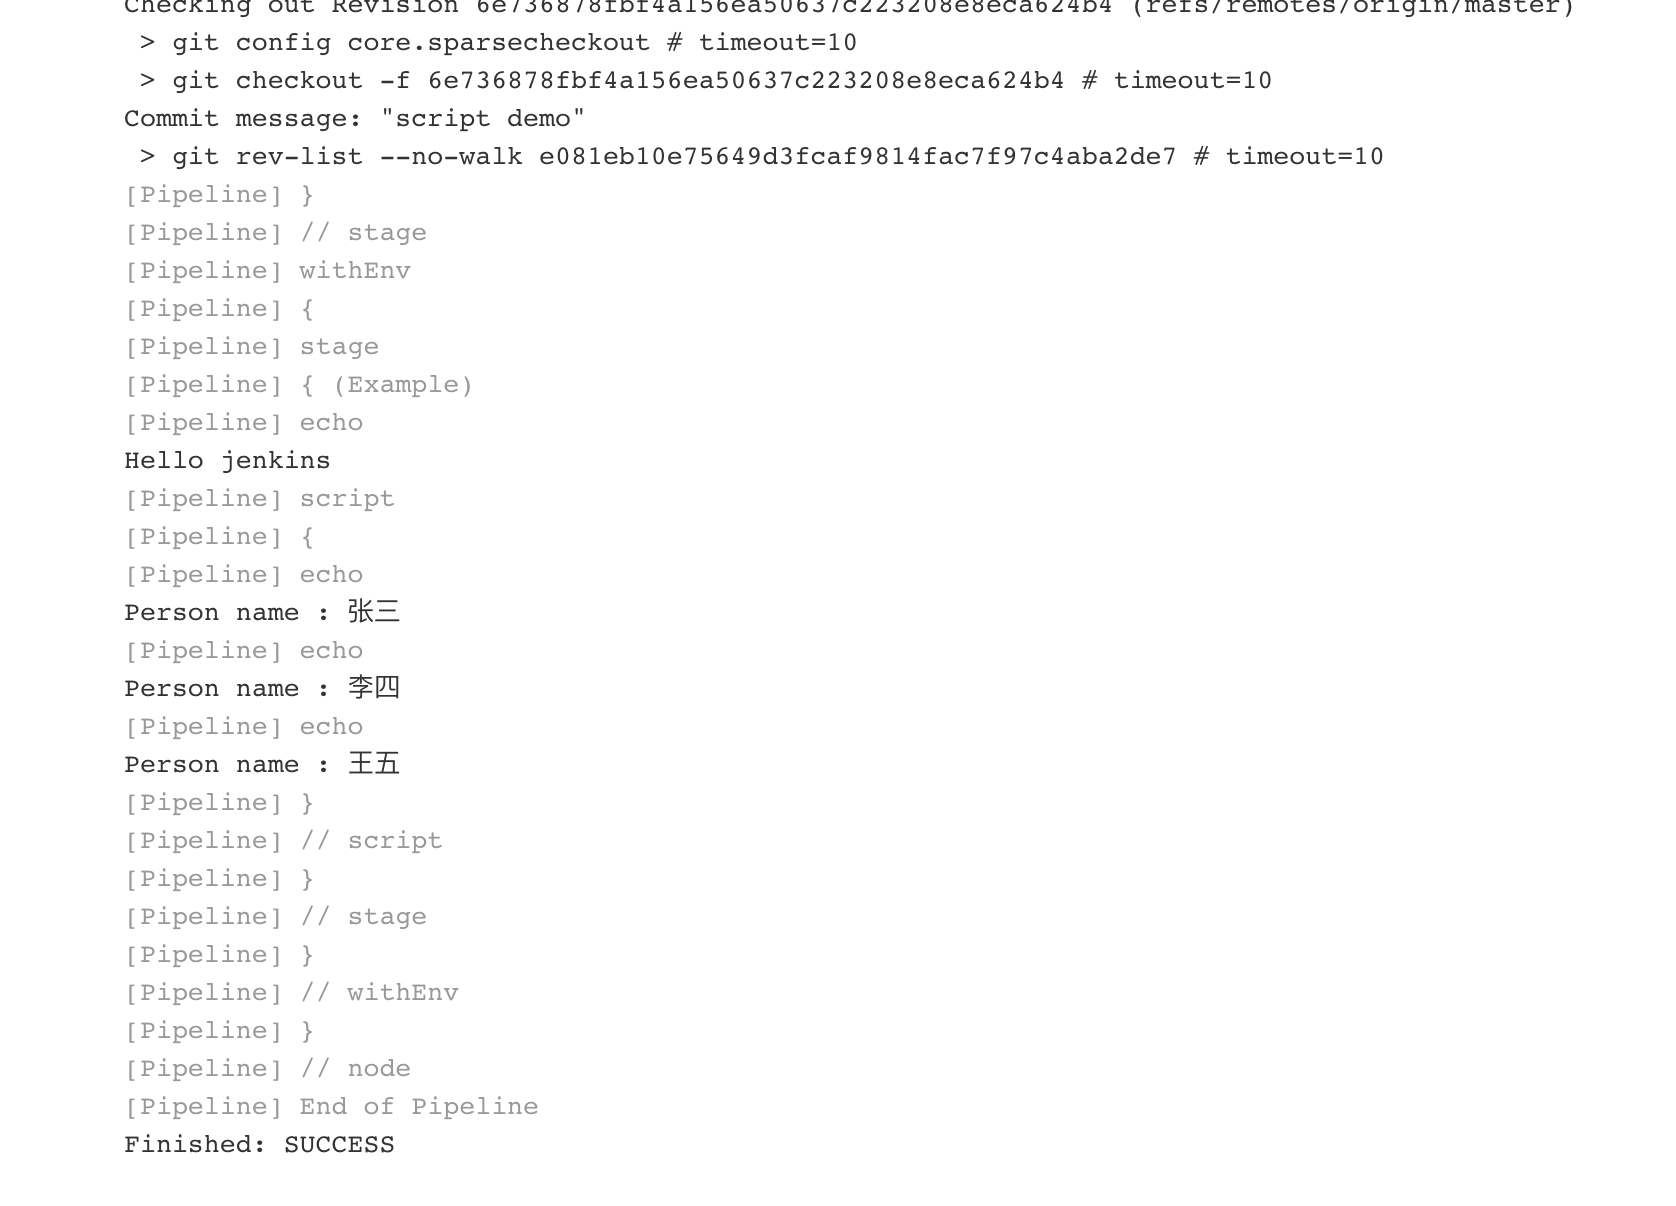 Checking out Revision 6e736878fbf4a156ea50637c223208e8eca624b4 (refs/remotes/origin/master)
 > git config core.sparsecheckout # timeout=10
 > git checkout -f 6e736878fbf4a156ea50637c223208e8eca624b4 # timeout=10
Commit message: "script demo"
 > git rev-list --no-walk e081eb10e75649d3fcaf9814fac7f97c4aba2de7 # timeout=10
[Pipeline] }
[Pipeline] // stage
[Pipeline] withEnv
[Pipeline] {
[Pipeline] stage
[Pipeline] { (Example)
[Pipeline] echo
Hello jenkins
[Pipeline] script
[Pipeline] {
[Pipeline] echo
Person name : 张三
[Pipeline] echo
Person name : 李四
[Pipeline] echo
Person name : 王五
[Pipeline] }
[Pipeline] // script
[Pipeline] }
[Pipeline] // stage
[Pipeline] }
[Pipeline] // withEnv
[Pipeline] }
[Pipeline] // node
[Pipeline] End of Pipeline
Finished: SUCCESS